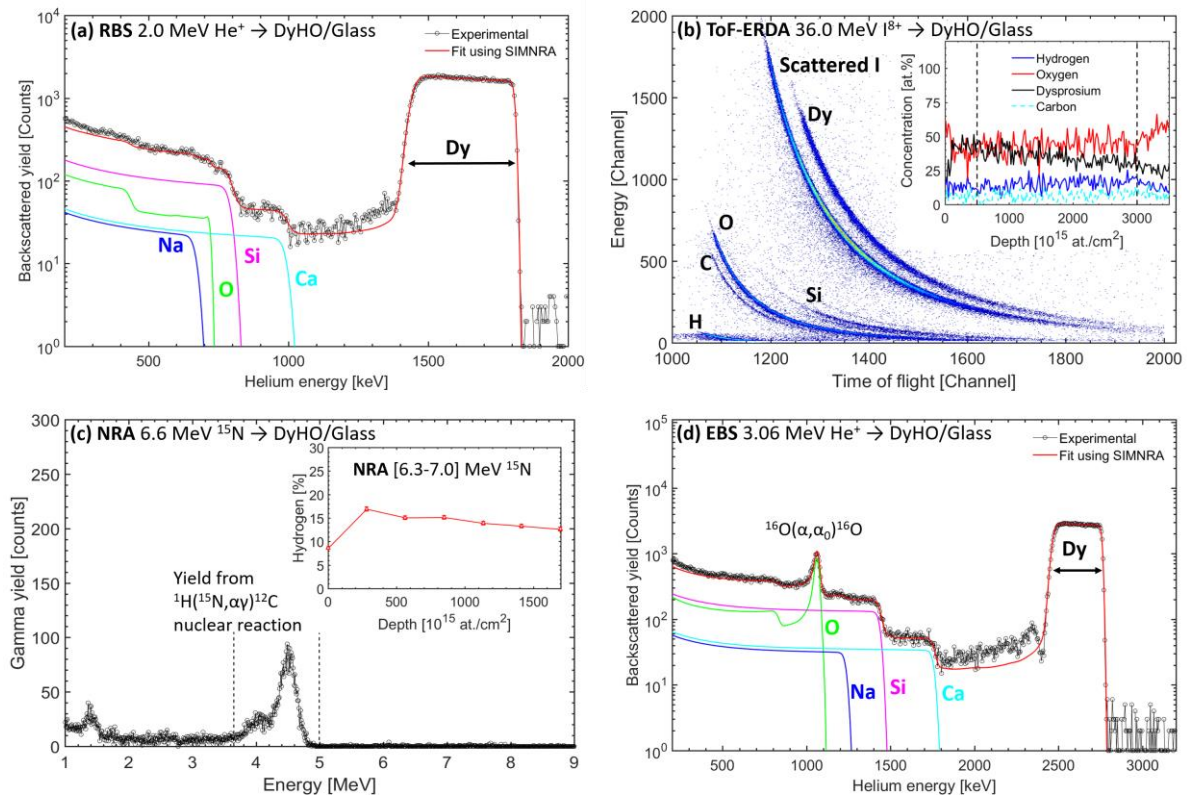 (a) RBS 2.0 MeV He⁺ → DyHO/Glass
Experimental
Fit using SIMNRA
Dy
Na
O
Si
Ca
Backscattered yield [Counts]
10³
10²
10¹
10⁰
500
1000
1500
2000
Helium energy [keV]
(b) ToF-ERDA 36.0 MeV I⁸⁺ → DyHO/Glass
Scattered I
Dy
O
C
Si
H
Energy [Channel]
2000
1500
1000
500
0
1000
1200
1400
1600
1800
2000
Time of flight [Channel]
Hydrogen
Oxygen
Dysprosium
Carbon
Concentration [at.%]
100
75
50
25
0
0
1000
2000
3000
Depth [10¹⁵ at./cm²]
(c) NRA 6.6 MeV ¹⁵N → DyHO/Glass
Yield from
¹H(¹⁵N,αγ)¹²C
nuclear reaction
Gamma yield [counts]
300
250
200
150
100
50
0
1
2
3
4
5
6
7
8
9
Energy [MeV]
NRA [6.3-7.0] MeV ¹⁵N
Hydrogen [%]
30
25
20
15
10
5
0
0
500
1000
1500
Depth [10¹⁵ at./cm²]
(d) EBS 3.06 MeV He⁺ → DyHO/Glass
Experimental
Fit using SIMNRA
¹⁶O(α,α₀)¹⁶O
Dy
O
Na
Si
Ca
Backscattered yield [counts]
10⁵
10⁴
10³
10²
10¹
10⁰
500
1000
1500
2000
2500
3000
Helium energy [keV]